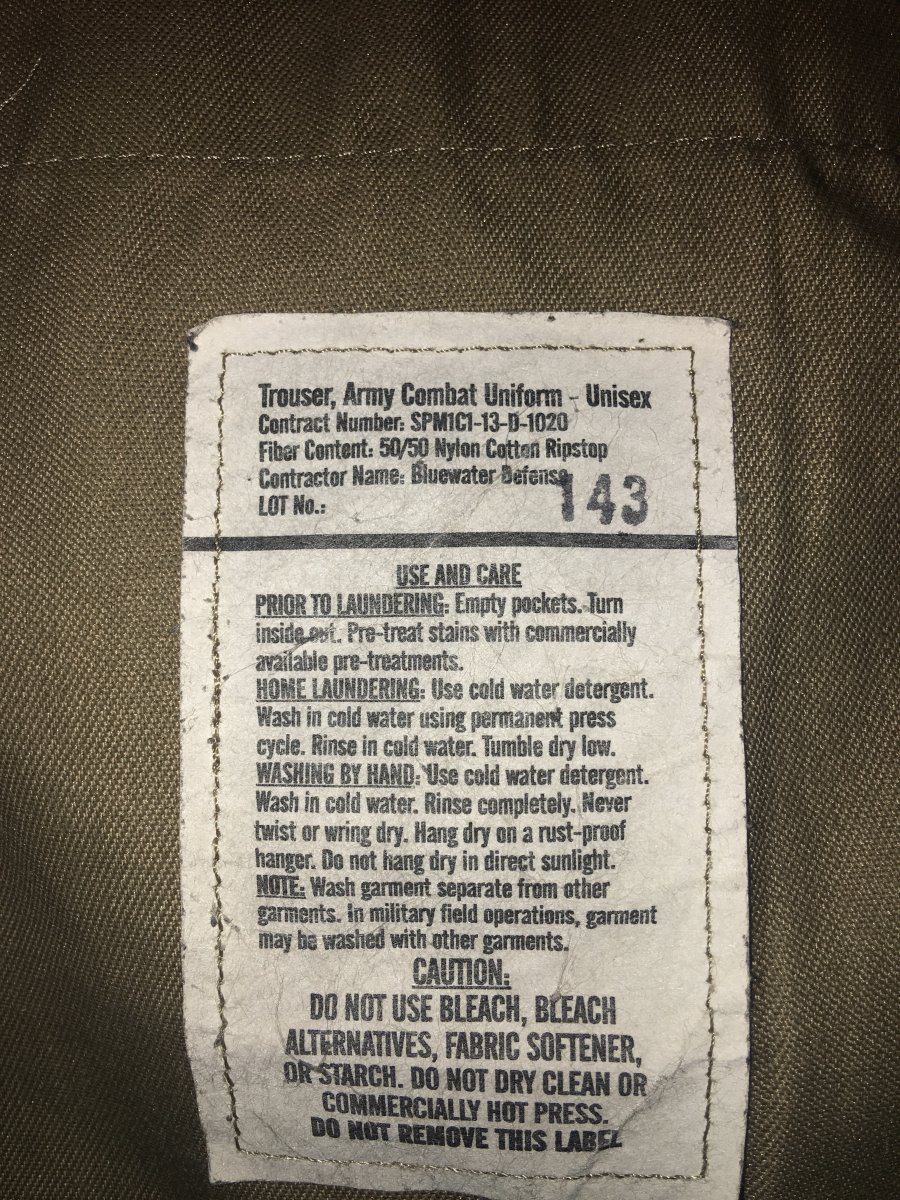 Trouser, Army Combat Uniform - Unisex
Contract Number: SPM1C1-13-D-1020
Fiber Content: 50/50 Nylon Cotton Ripstop
Contractor Name: Bluewater Defense
LOT No.: 143
USE AND CARE
PRIOR TO LAUNDERING: Empty pockets. Turn
inside out. Pre-treat stains with commercially
available pre-treatments.
HOME LAUNDERING: Use cold water detergent.
Wash in cold water using permanent press
cycle. Rinse in cold water. Tumble dry low.
WASHING BY HAND: Use cold water detergent.
Wash in cold water. Rinse completely. Never
twist or wring dry. Hang dry on a rust-proof
hanger. Do not hang dry in direct sunlight.
NOTE: Wash garment separate from other
garments. In military field operations, garment
may be washed with other garments.
CAUTION:
DO NOT USE BLEACH, BLEACH
ALTERNATIVES, FABRIC SOFTENER,
OR STARCH. DO NOT DRY CLEAN OR
COMMERCIALLY HOT PRESS.
DO NOT REMOVE THIS LABEL